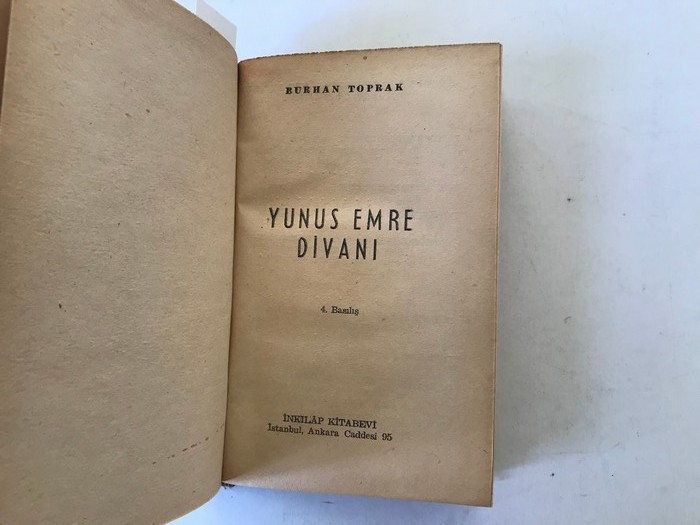 BURHAN TOPRAK
YUNUS EMRE
DİVANI
4. Basılış
İNKILÂP KİTABEVİ
İstanbul, Ankara Caddesi 95